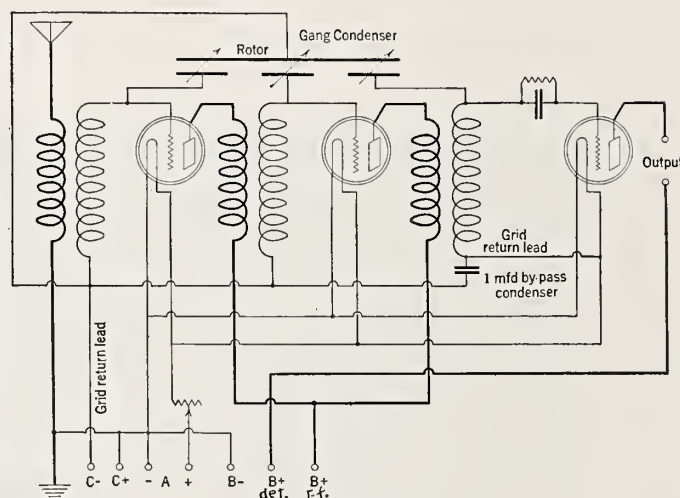 Gang Condenser
Rotor
Output
Grid
return lead
1 mfd by-pass
condenser
Grid return lead
C- C+ - A + B- B+ B+
det. r.f.